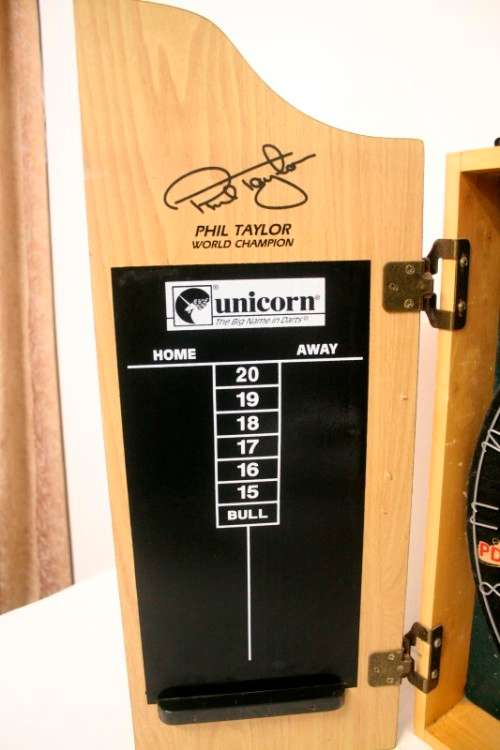 Phil Taylor
PHIL TAYLOR
WORLD CHAMPION
unicorn®
The Big Name in Darts®
HOME
AWAY
20
19
18
17
16
15
BULL
PD